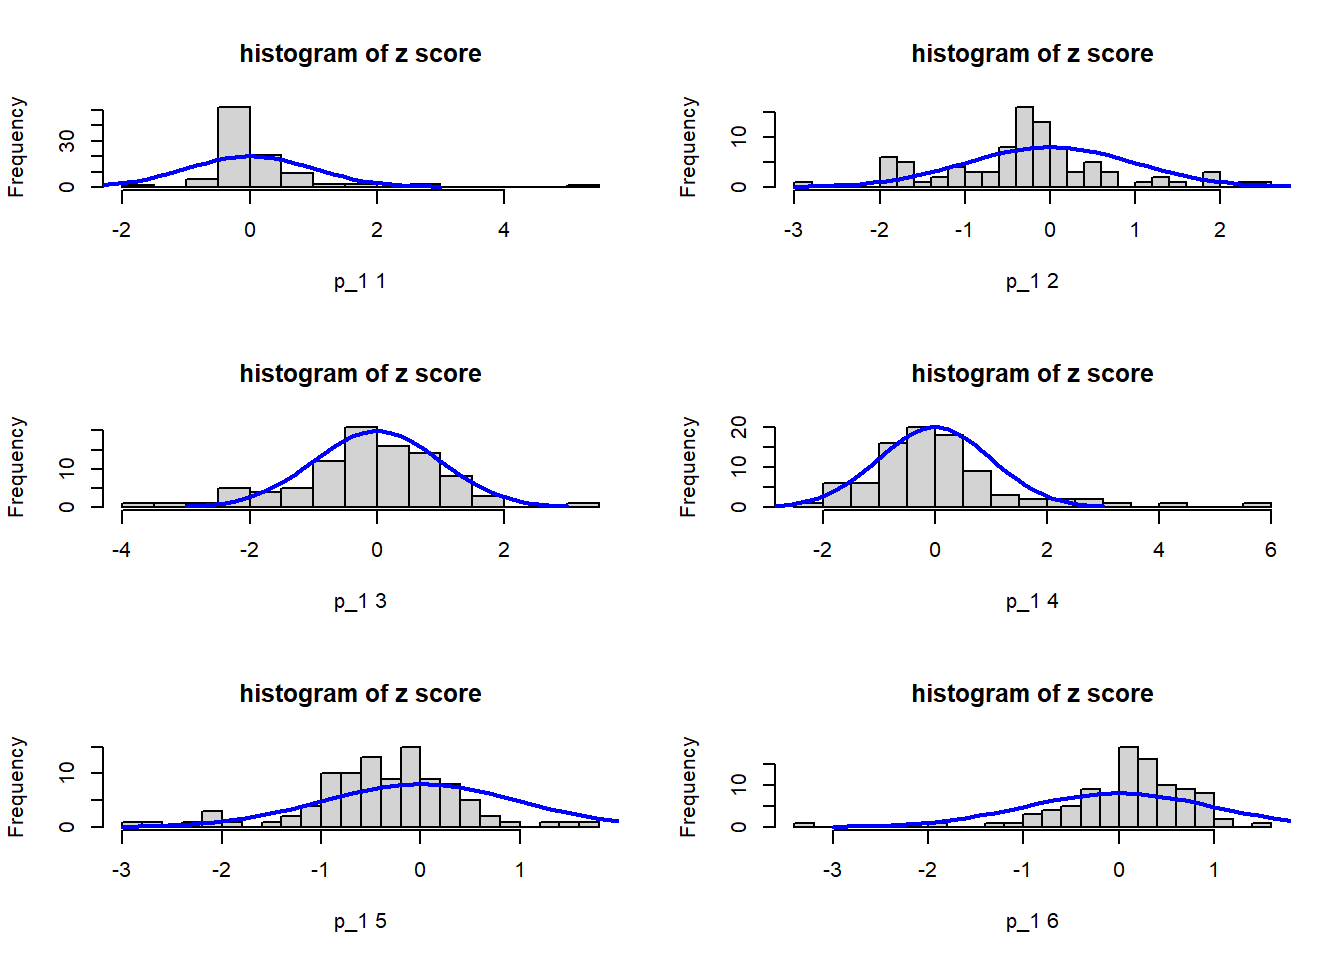 histogram of z score
Frequency
0 30
-2 0 2 4
p_1 1
histogram of z score
Frequency
0 10
-3 -2 -1 0 1 2
p_1 2
histogram of z score
Frequency
0 10
-4 -2 0 2
p_1 3
histogram of z score
Frequency
0 10 20
-2 0 2 4 6
p_1 4
histogram of z score
Frequency
0 10
-3 -2 -1 0 1
p_1 5
histogram of z score
Frequency
0 10
-3 -2 -1 0 1
p_1 6